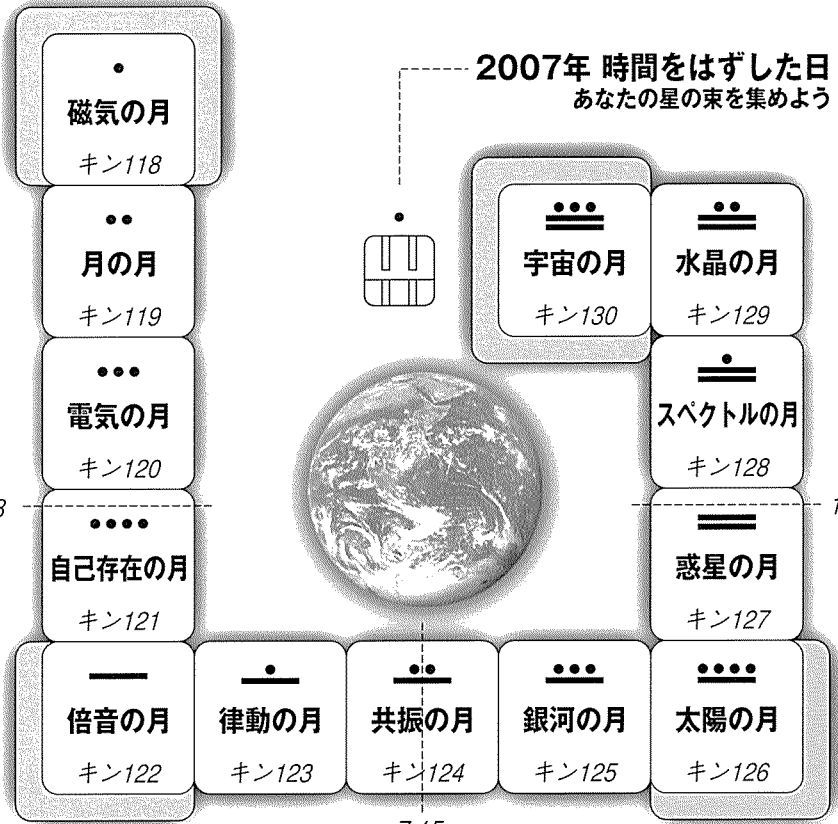 2007年 時間をはずした日
あなたの星の束を集めよう
磁気の月
キン118
月の月
キン119
電気の月
キン120
自己存在の月
キン121
倍音の月
キン122
律動の月
キン123
共振の月
キン124
銀河の月
キン125
太陽の月
キン126
惑星の月
キン127
スペクトルの月
キン128
水晶の月
キン129
宇宙の月
キン130